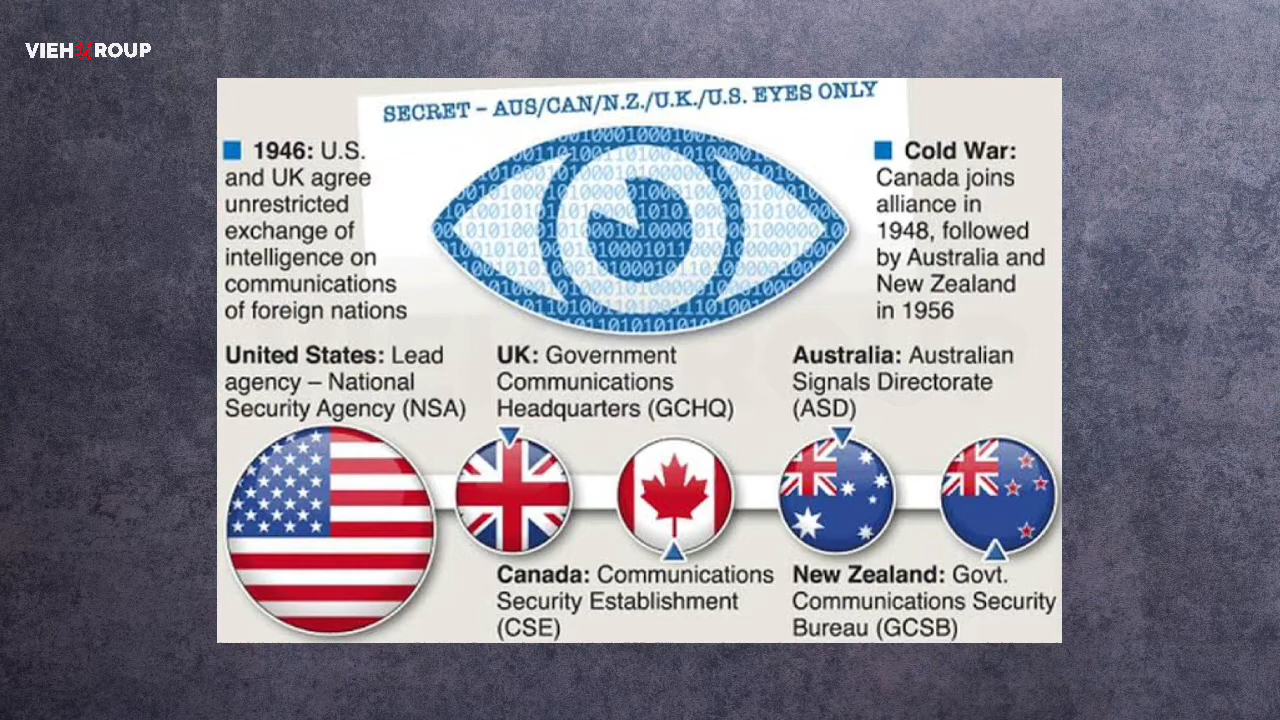 VIEHGROUP
SECRET – AUS/CAN/N.Z./U.K./U.S. EYES ONLY
1946: U.S.
and UK agree
unrestricted
exchange of
intelligence on
communications
of foreign nations
Cold War:
Canada joins
alliance in
1948, followed
by Australia and
New Zealand
in 1956
United States: Lead
agency – National
Security Agency (NSA)
UK: Government
Communications
Headquarters (GCHQ)
Australia: Australian
Signals Directorate
(ASD)
Canada: Communications
Security Establishment
(CSE)
New Zealand: Govt.
Communications Security
Bureau (GCSB)